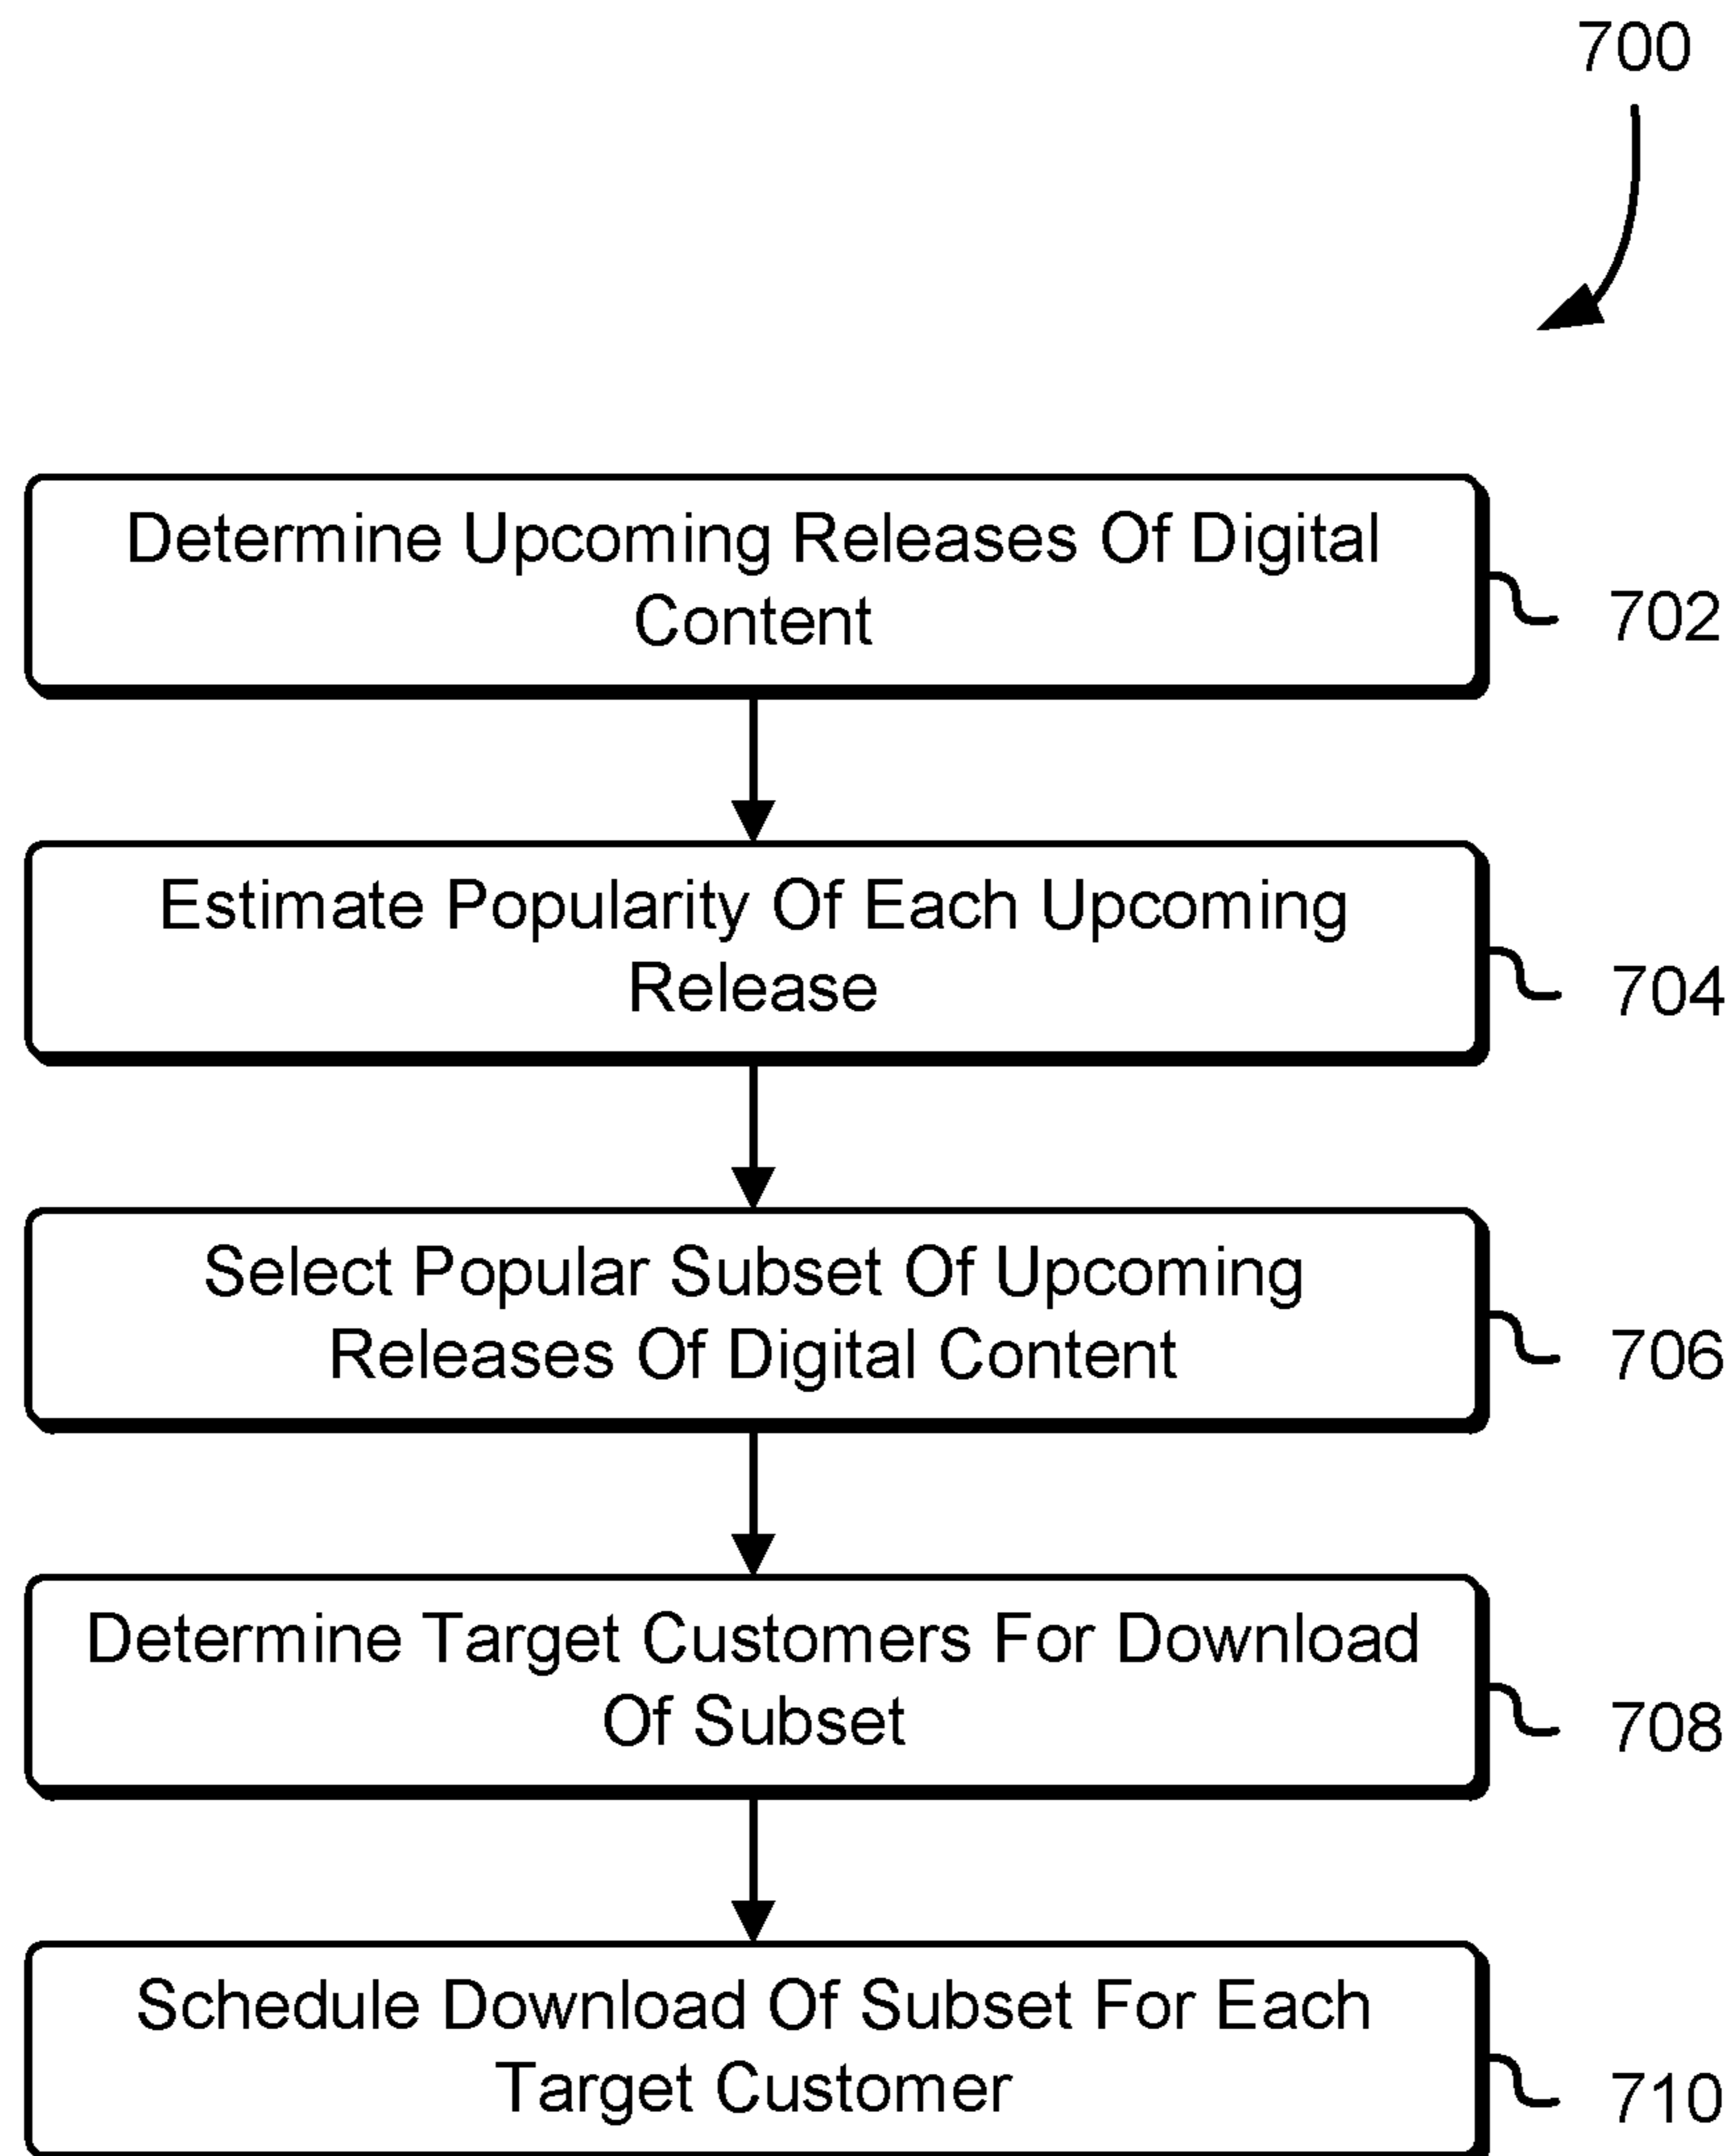 700
Determine Upcoming Releases Of Digital
Content
702
Estimate Popularity Of Each Upcoming
Release
704
Select Popular Subset Of Upcoming
Releases Of Digital Content
706
Determine Target Customers For Download
Of Subset
708
Schedule Download Of Subset For Each
Target Customer
710